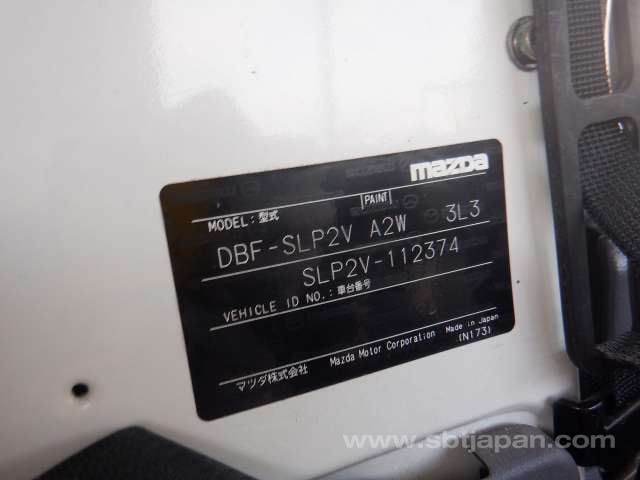 mazda
MODEL: 型式 PAINT
DBF-SLP2V A2W 3L3
SLP2V-112374
VEHICLE ID NO.: 車台番号
マツダ株式会社 Mazda Motor Corporation Made in Japan
(N173)
www.sbtjapan.com/